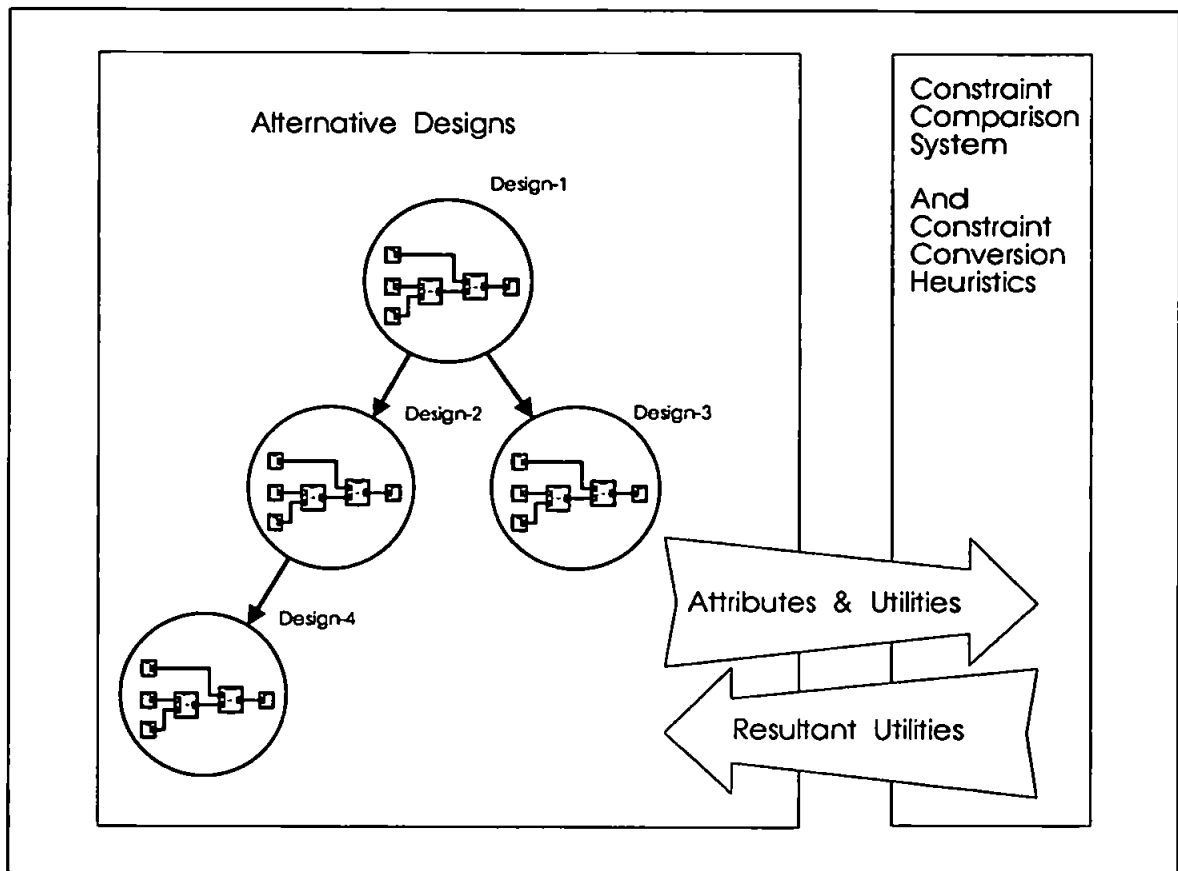 Alternative Designs
Design-1
Design-2
Design-3
Design-4
Attributes & Utilities
Resultant Utilities
Constraint
Comparison
System
And
Constraint
Conversion
Heuristics